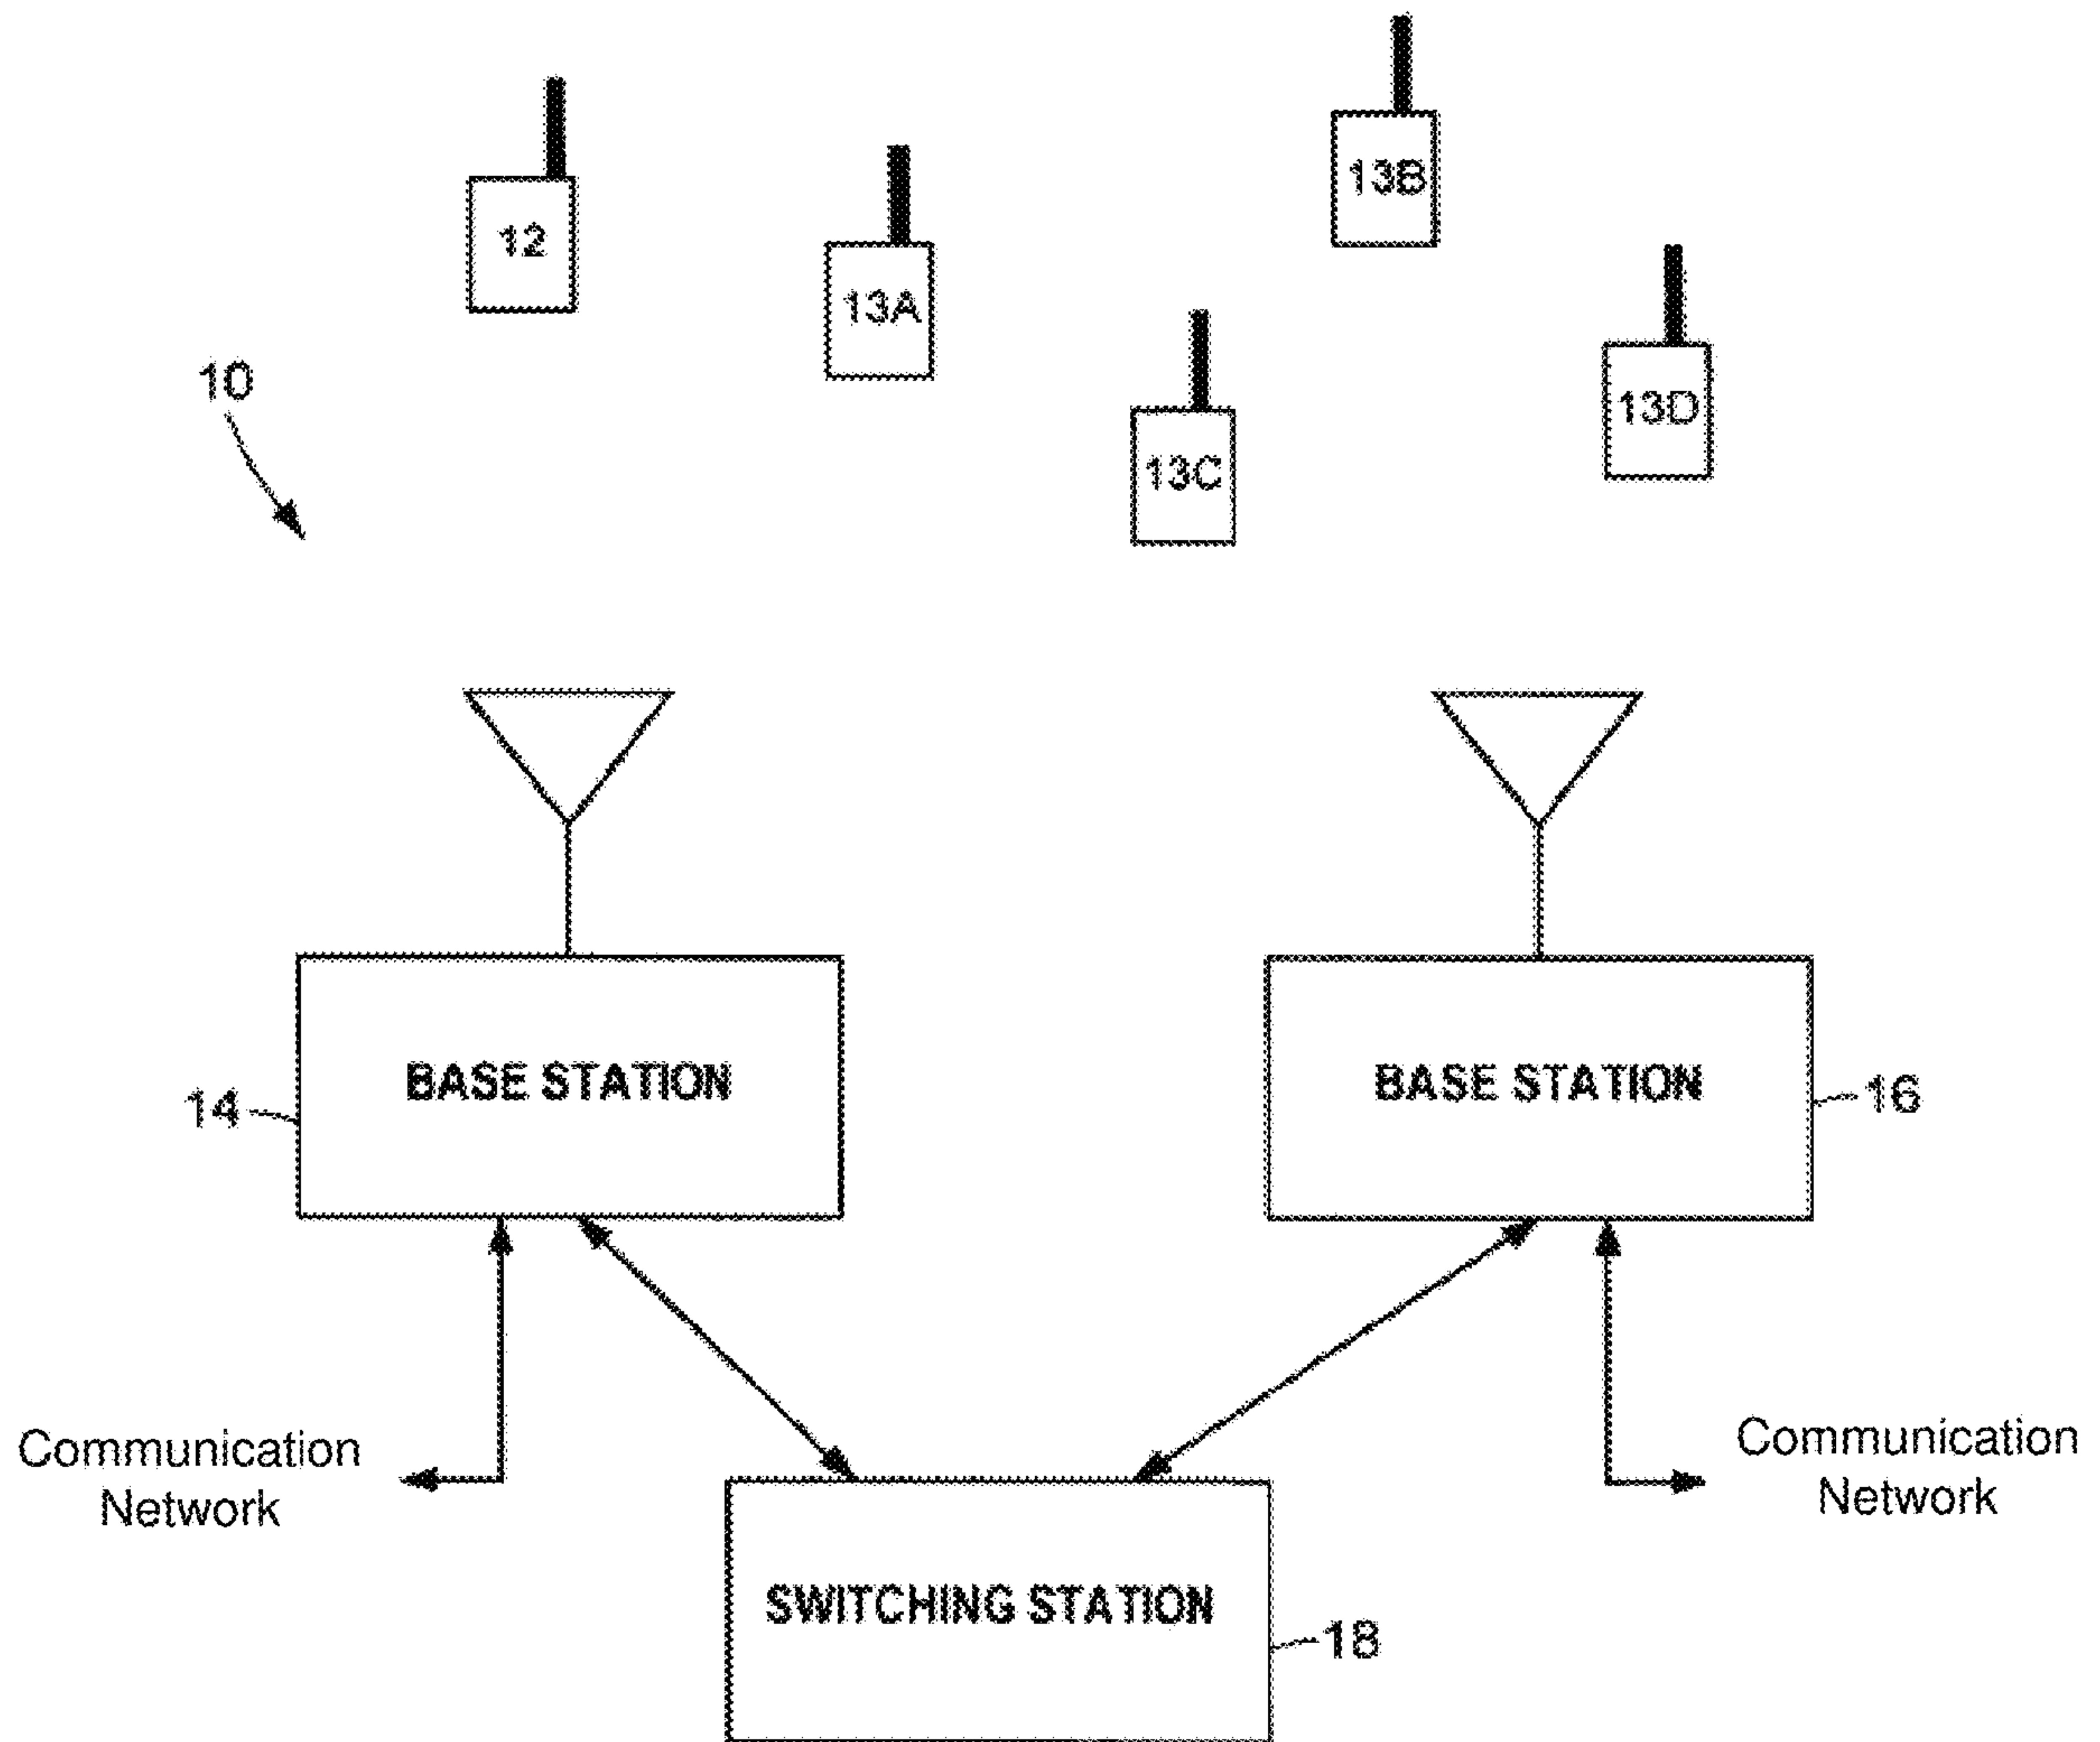 13B
12
13A
10
13D
13C
BASE STATION
BASE STATION
14
16
Communication
Network
Communication
Network
SWITCHING STATION
18